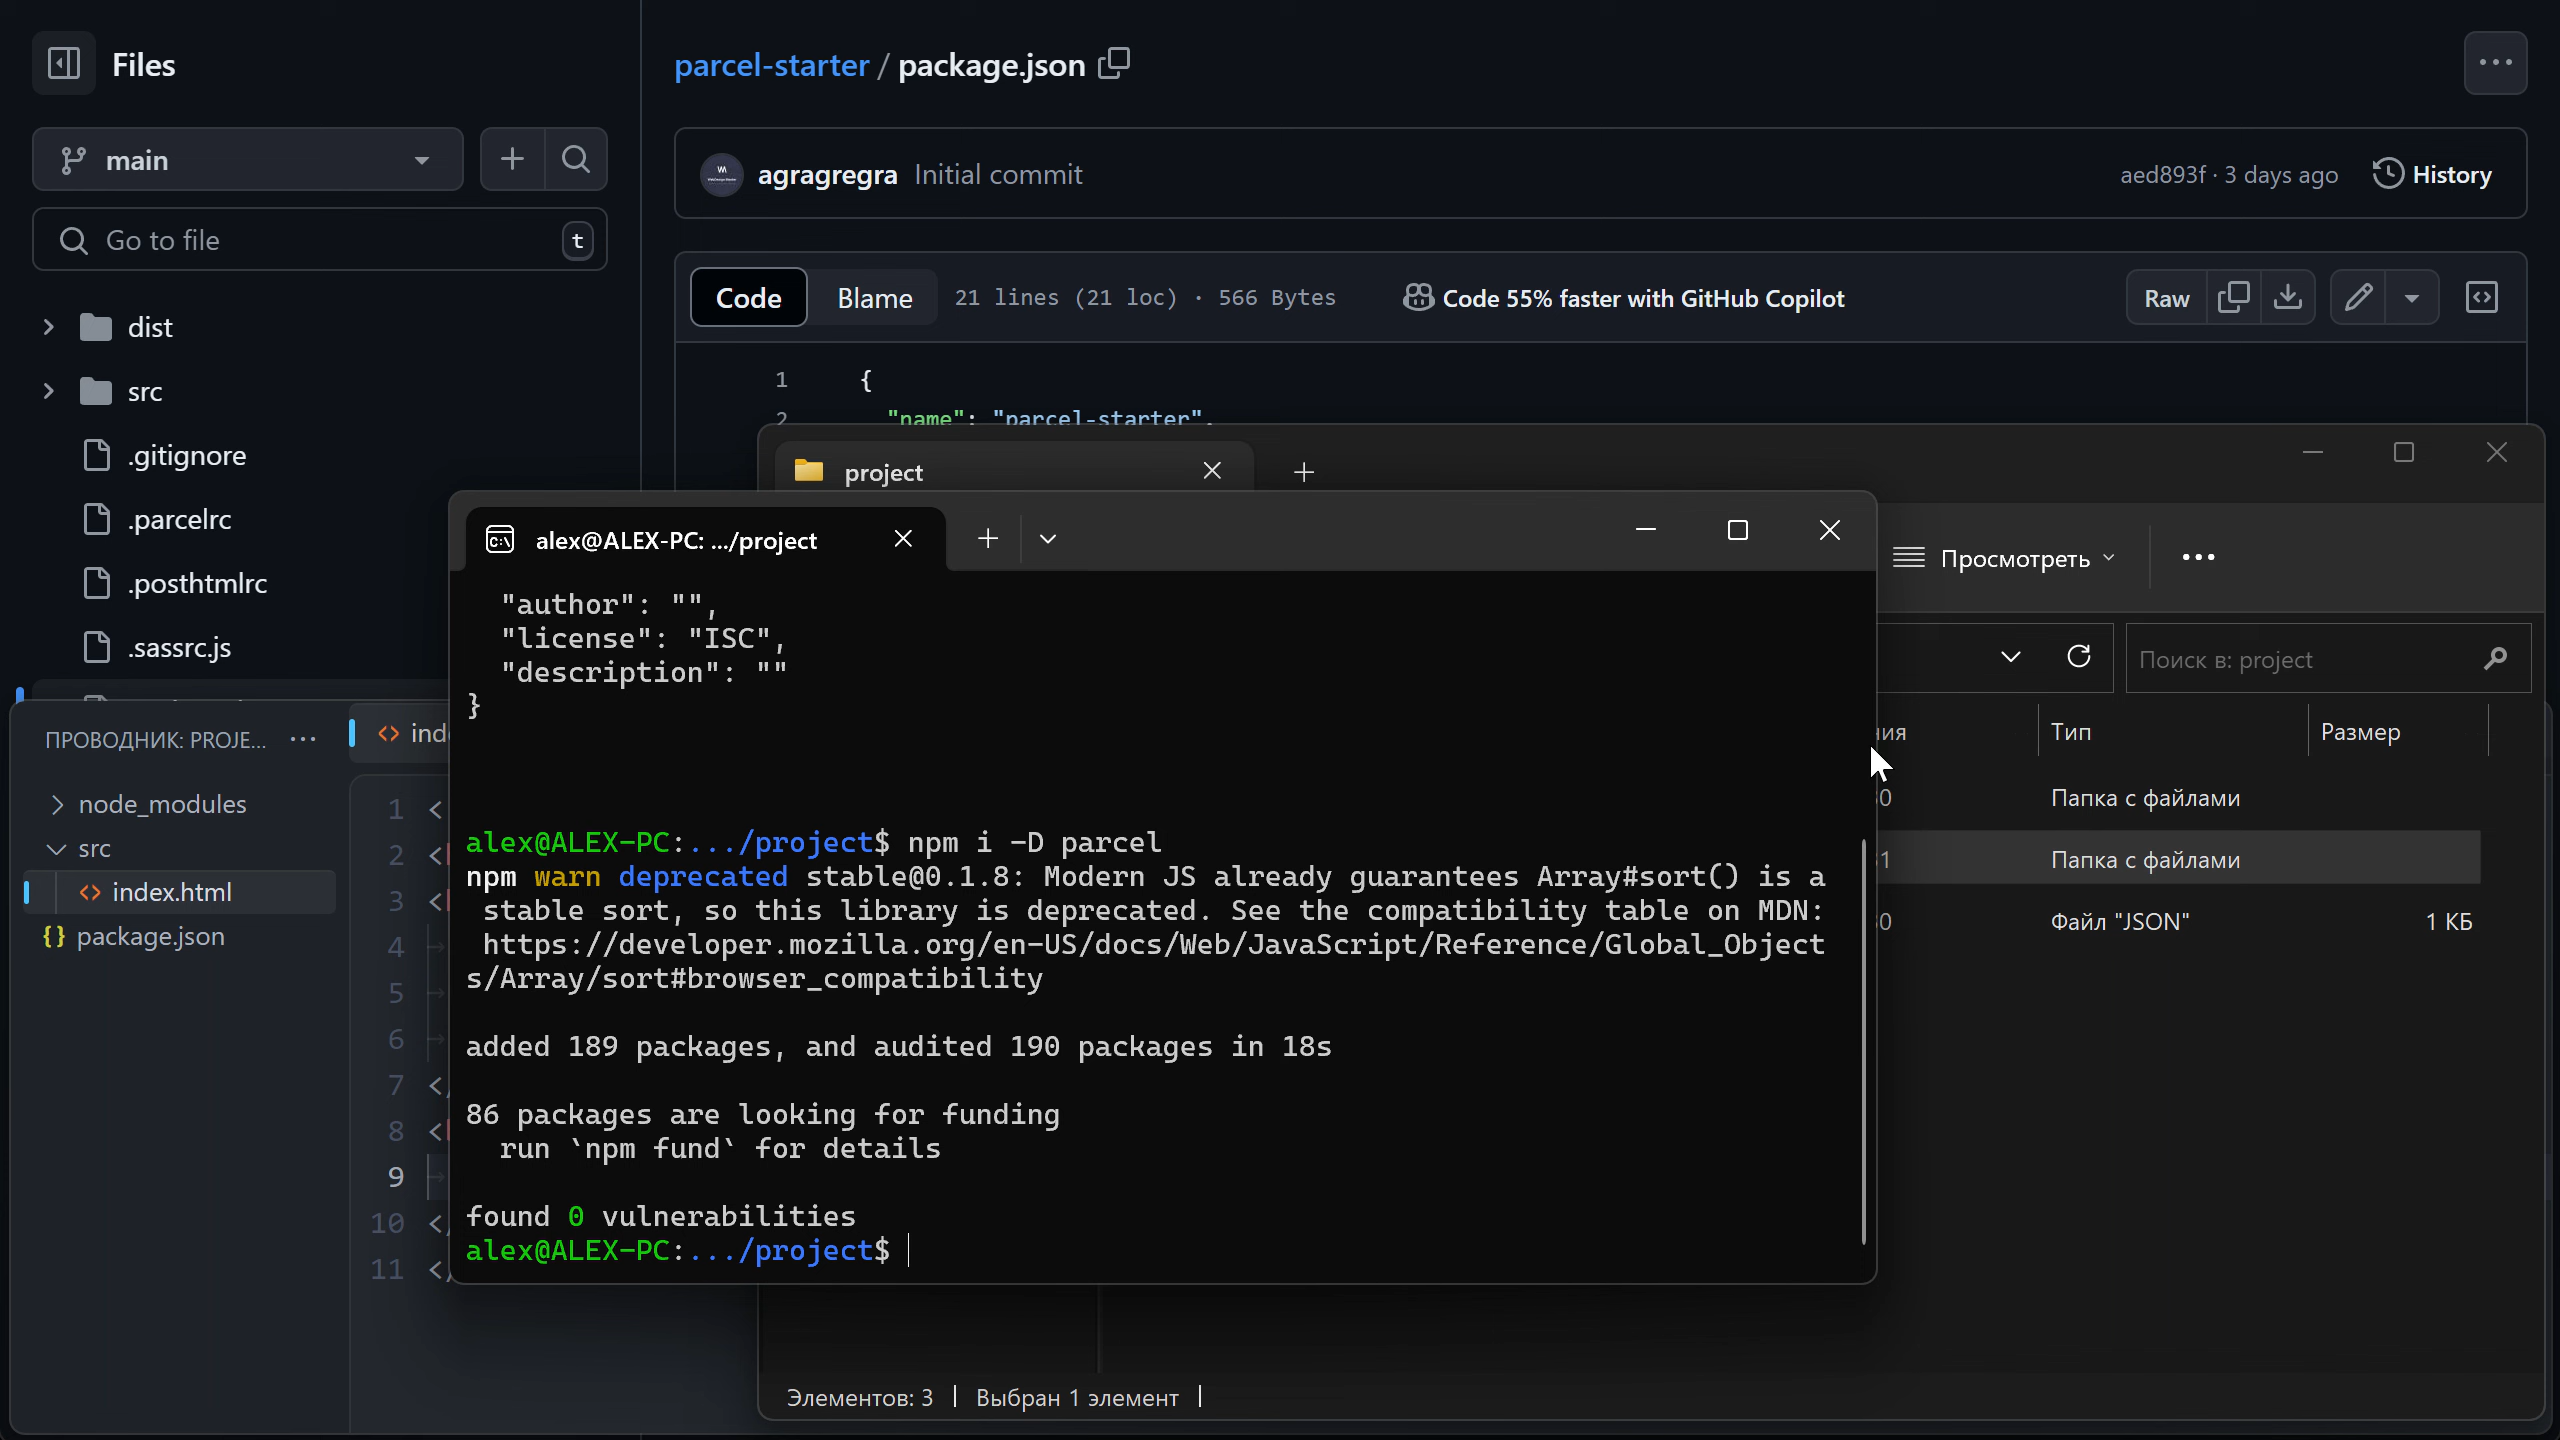 Files
main
Go to file
t
dist
src
.gitignore
.parcelrc
.posthtmlrc
.sassrc.js
parcel-starter / package.json
agragregra Initial commit
aed893f · 3 days ago
History
Code
Blame
21 lines (21 loc) · 566 Bytes
Code 55% faster with GitHub Copilot
Raw
1 {
2 "name": "parcel-starter",
project
Просмотреть
Поиск в: project
Тип
Размер
Папка с файлами
Папка с файлами
Файл "JSON" 1 КБ
Элементов: 3
Выбран 1 элемент
alex@ALEX-PC: .../project
"author": "",
"license": "ISC",
"description": ""
}
alex@ALEX-PC:.../project$ npm i -D parcel
npm warn deprecated stable@0.1.8: Modern JS already guarantees Array#sort() is a
stable sort, so this library is deprecated. See the compatibility table on MDN:
https://developer.mozilla.org/en-US/docs/Web/JavaScript/Reference/Global_Object
s/Array/sort#browser_compatibility
added 189 packages, and audited 190 packages in 18s
86 packages are looking for funding
run `npm fund` for details
found 0 vulnerabilities
alex@ALEX-PC:.../project$
ПРОВОДНИК: PROJE...
node_modules
src
index.html
package.json
1 <
2 <
3 <
4
5
6
7 </
8 <
9
10 </
11 </